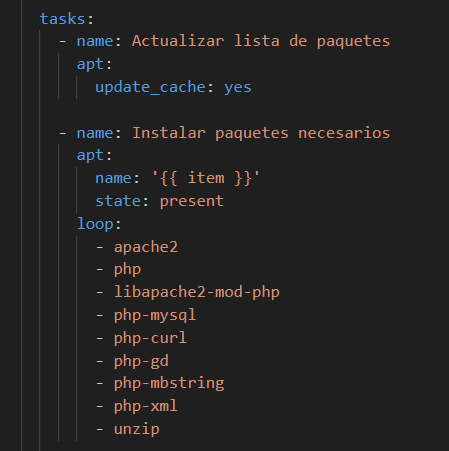 tasks:
  - name: Actualizar lista de paquetes
    apt:
      update_cache: yes

  - name: Instalar paquetes necesarios
    apt:
      name: '{{ item }}'
      state: present
    loop:
      - apache2
      - php
      - libapache2-mod-php
      - php-mysql
      - php-curl
      - php-gd
      - php-mbstring
      - php-xml
      - unzip